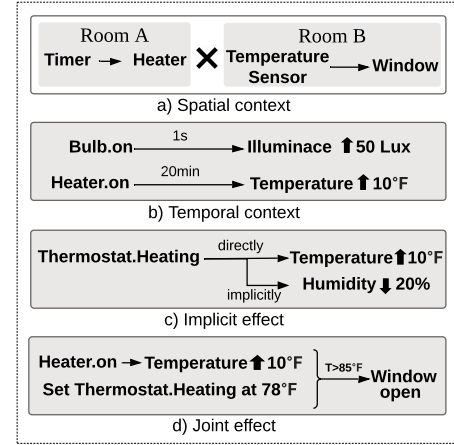 Room A Room B
Timer Heater Temperature Sensor Window
a) Spatial context
1s
Bulb.on Illuminace 50 Lux
20min
Heater.on Temperature 10°F
b) Temporal context
directly
Thermostat.Heating Temperature 10°F
Humidity 20%
implicitly
c) Implicit effect
Heater.on Temperature 10°F
T>85°F
Set Thermostat.Heating at 78°F
Window
open
d) Joint effect